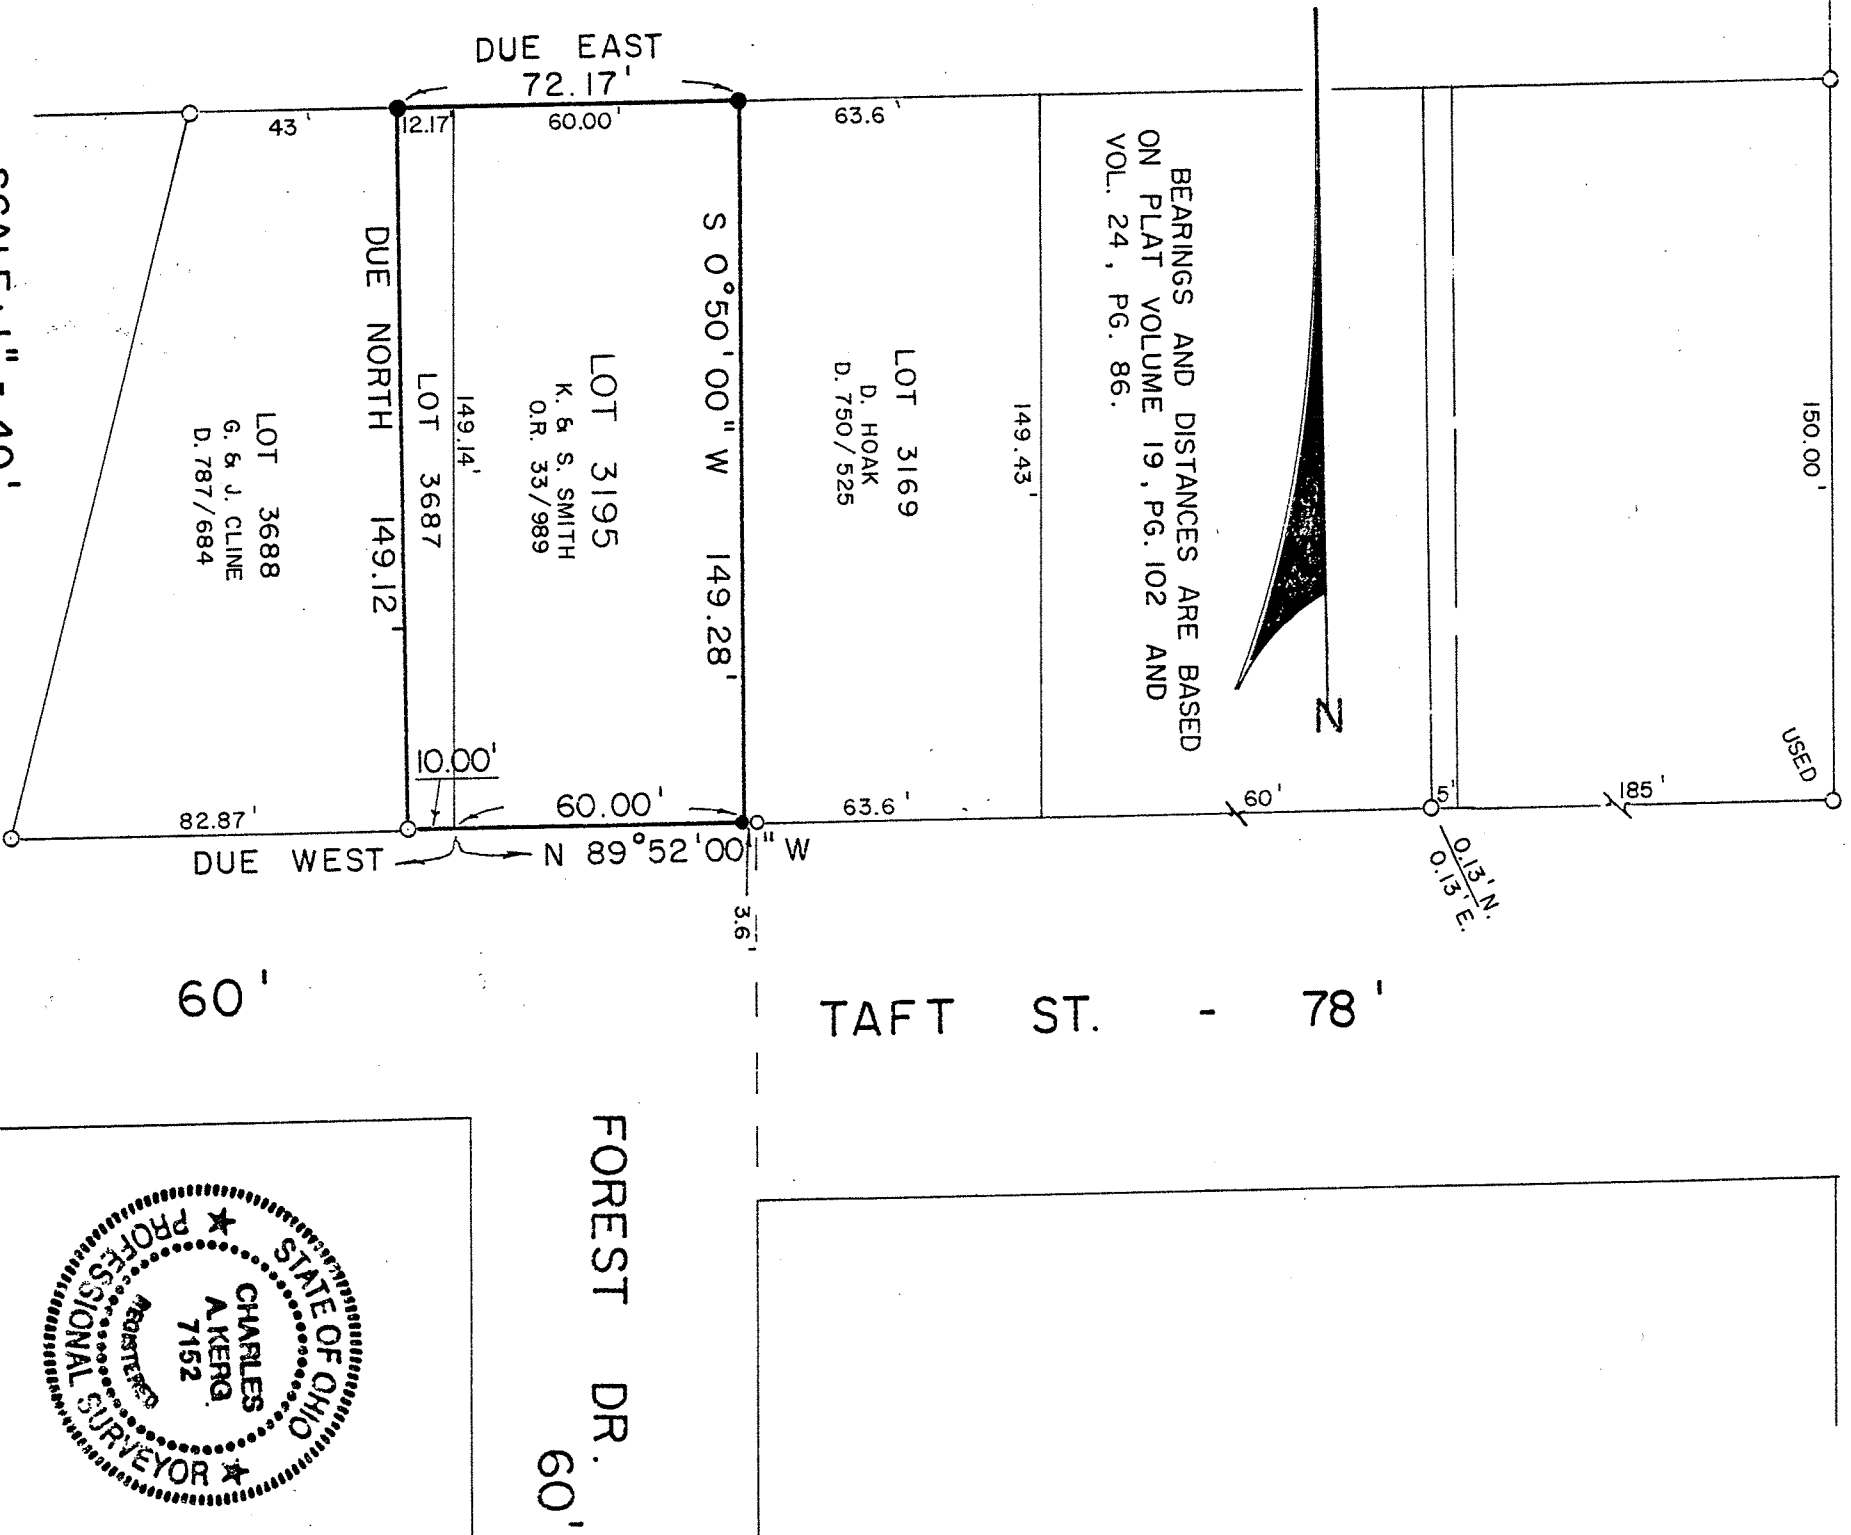 DUE EAST
72.17'
43'
12.17'
60.00'
63.6'
BEARINGS AND DISTANCES ARE BASED
ON PLAT VOLUME 19, PG. 102 AND
VOL. 24, PG. 86.
S 0°50'00" W 149.28'
DUE NORTH 149.12'
LOT 3687
149.14'
LOT 3195
K. & S. SMITH
O.R. 33/989
LOT 3169
D. HOAK
D. 750/525
149.43'
150.00'
LOT 3688
G. & J. CLINE
D. 787/684
SCALE: 1" = 40'
N
USED
10.00'
60.00'
82.87'
63.6'
60'
5'
185'
DUE WEST
N 89°52'00" W
0.13' N.
0.13' E.
3.6'
60'
TAFT ST. - 78'
FOREST DR. 60'
STATE OF OHIO
CHARLES
A. KERG
7152
REGISTERED
PROFESSIONAL SURVEYOR